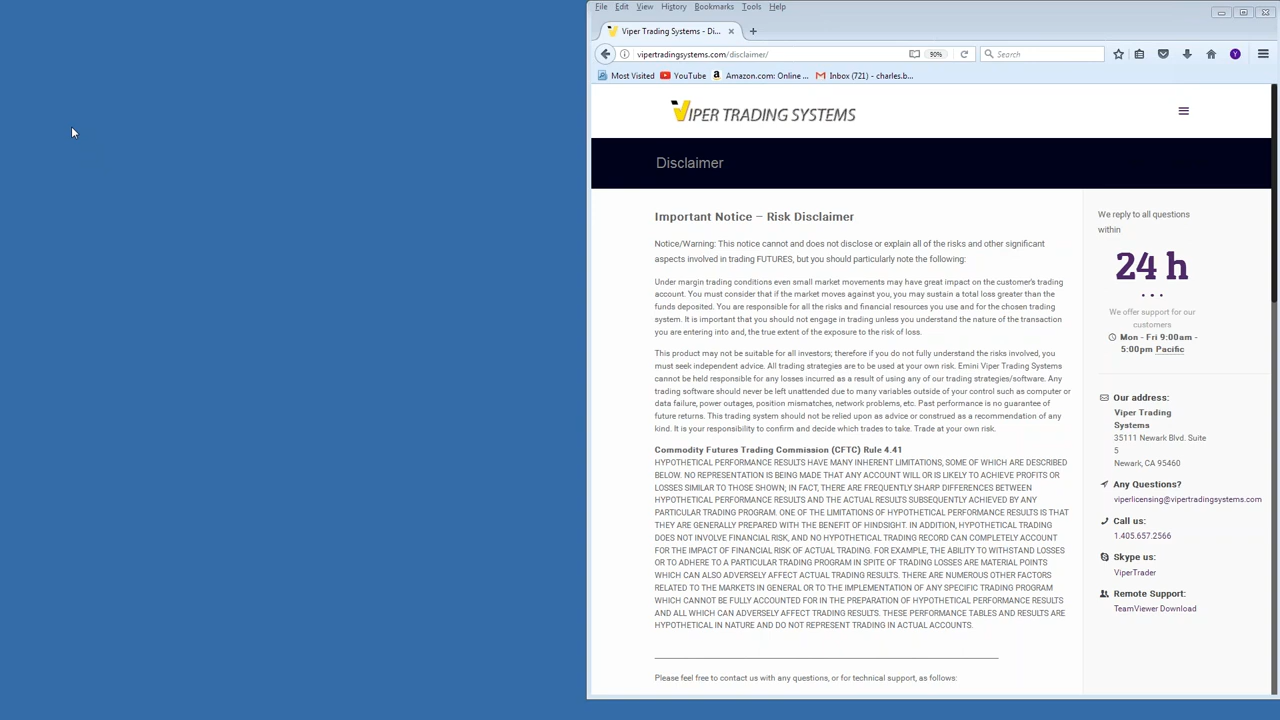 File Edit View History Bookmarks Tools Help
Viper Trading Systems - Di...
vipertradingsystems.com/disclaimer/ 90% Search
Most Visited YouTube Amazon.com: Online ... Inbox (721) - charles.b...
VIPER TRADING SYSTEMS
Disclaimer
Important Notice – Risk Disclaimer
Notice/Warning: This notice cannot and does not disclose or explain all of the risks and other significant
aspects involved in trading FUTURES, but you should particularly note the following:
Under margin trading conditions even small market movements may have great impact on the customer's trading
account. You must consider that if the market moves against you, you may sustain a total loss greater than the
funds deposited. You are responsible for all the risks and financial resources you use and for the chosen trading
system. It is important that you should not engage in trading unless you understand the nature of the transaction
you are entering into and, the true extent of the exposure to the risk of loss.
This product may not be suitable for all investors; therefore if you do not fully understand the risks involved, you
must seek independent advice. All trading strategies are to be used at your own risk. Emini Viper Trading Systems
cannot be held responsible for any losses incurred as a result of using any of our trading strategies/software. Any
trading software should never be left unattended due to many variables outside of your control such as computer or
data failure, power outages, position mismatches, network problems, etc. Past performance is no guarantee of
future returns. This trading system should not be relied upon as advice or construed as a recommendation of any
kind. It is your responsibility to confirm and decide which trades to take. Trade at your own risk.
Commodity Futures Trading Commission (CFTC) Rule 4.41
HYPOTHETICAL PERFORMANCE RESULTS HAVE MANY INHERENT LIMITATIONS, SOME OF WHICH ARE DESCRIBED
BELOW. NO REPRESENTATION IS BEING MADE THAT ANY ACCOUNT WILL OR IS LIKELY TO ACHIEVE PROFITS OR
LOSSES SIMILAR TO THOSE SHOWN; IN FACT, THERE ARE FREQUENTLY SHARP DIFFERENCES BETWEEN
HYPOTHETICAL PERFORMANCE RESULTS AND THE ACTUAL RESULTS SUBSEQUENTLY ACHIEVED BY ANY
PARTICULAR TRADING PROGRAM. ONE OF THE LIMITATIONS OF HYPOTHETICAL PERFORMANCE RESULTS IS THAT
THEY ARE GENERALLY PREPARED WITH THE BENEFIT OF HINDSIGHT. IN ADDITION, HYPOTHETICAL TRADING
DOES NOT INVOLVE FINANCIAL RISK, AND NO HYPOTHETICAL TRADING RECORD CAN COMPLETELY ACCOUNT
FOR THE IMPACT OF FINANCIAL RISK OF ACTUAL TRADING. FOR EXAMPLE, THE ABILITY TO WITHSTAND LOSSES
OR TO ADHERE TO A PARTICULAR TRADING PROGRAM IN SPITE OF TRADING LOSSES ARE MATERIAL POINTS
WHICH CAN ALSO ADVERSELY AFFECT ACTUAL TRADING RESULTS. THERE ARE NUMEROUS OTHER FACTORS
RELATED TO THE MARKETS IN GENERAL OR TO THE IMPLEMENTATION OF ANY SPECIFIC TRADING PROGRAM
WHICH CANNOT BE FULLY ACCOUNTED FOR IN THE PREPARATION OF HYPOTHETICAL PERFORMANCE RESULTS
AND ALL WHICH CAN ADVERSELY AFFECT TRADING RESULTS. THESE PERFORMANCE TABLES AND RESULTS ARE
HYPOTHETICAL IN NATURE AND DO NOT REPRESENT TRADING IN ACTUAL ACCOUNTS.
Please feel free to contact us with any questions, or for technical support, as follows:
We reply to all questions
within
24 h
We offer support for our
customers
Mon - Fri 9:00am -
5:00pm Pacific
Our address:
Viper Trading
Systems
35111 Newark Blvd. Suite
5
Newark, CA 95460
Any Questions?
viperlicensing@vipertradingsystems.com
Call us:
1.405.657.2566
Skype us:
ViperTrader
Remote Support:
TeamViewer Download